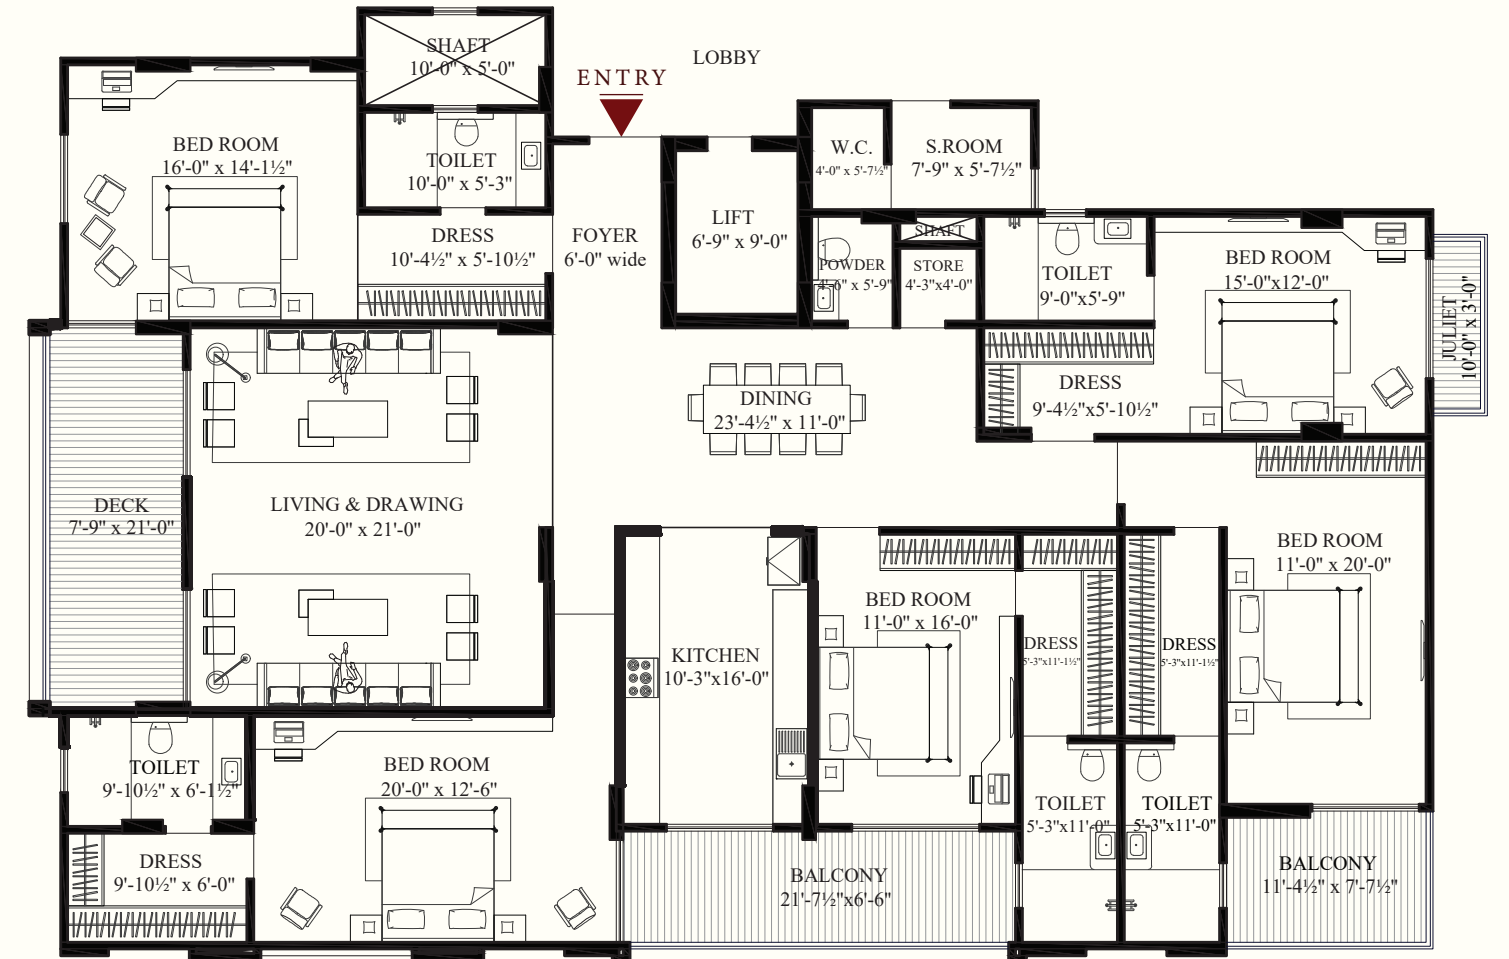 SHAFT
10'-0" x 5'-0"
LOBBY
ENTRY
BED ROOM
16'-0" x 14'-1½"
TOILET
10'-0" x 5'-3"
W.C.
4'-0" x 5'-7½"
S.ROOM
7'-9" x 5'-7½"
DRESS
10'-4½" x 5'-10½"
FOYER
6'-0" wide
LIFT
6'-9" x 9'-0"
SHAFT
POWDER
4'-6" x 5'-9"
STORE
4'-3"x4'-0"
TOILET
9'-0"x5'-9"
BED ROOM
15'-0"x12'-0"
JULIET
10'-0" x 3'-0"
DRESS
9'-4½"x5'-10½"
DINING
23'-4½" x 11'-0"
DECK
7'-9" x 21'-0"
LIVING & DRAWING
20'-0" x 21'-0"
BED ROOM
11'-0" x 20'-0"
BED ROOM
11'-0" x 16'-0"
KITCHEN
10'-3"x16'-0"
DRESS
5'-3"x11'-1½"
DRESS
5'-3"x11'-1½"
TOILET
9'-10½" x 6'-1½"
BED ROOM
20'-0" x 12'-6"
TOILET
5'-3"x11'-0"
TOILET
5'-3"x11'-0"
DRESS
9'-10½" x 6'-0"
BALCONY
21'-7½"x6'-6"
BALCONY
11'-4½" x 7'-7½"